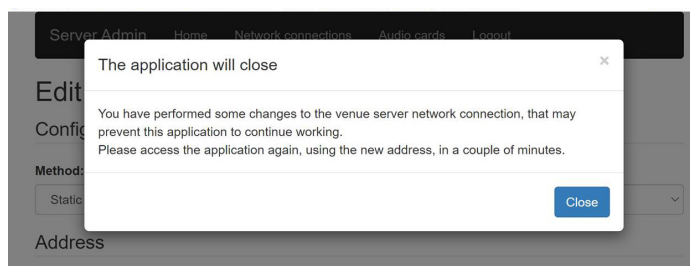 Server Admin Home Network connections Audio cards Logout
The application will close ×
Edit
You have performed some changes to the venue server network connection, that may
prevent this application to continue working.
Please access the application again, using the new address, in a couple of minutes.
Config
Method:
Static
Close
Address